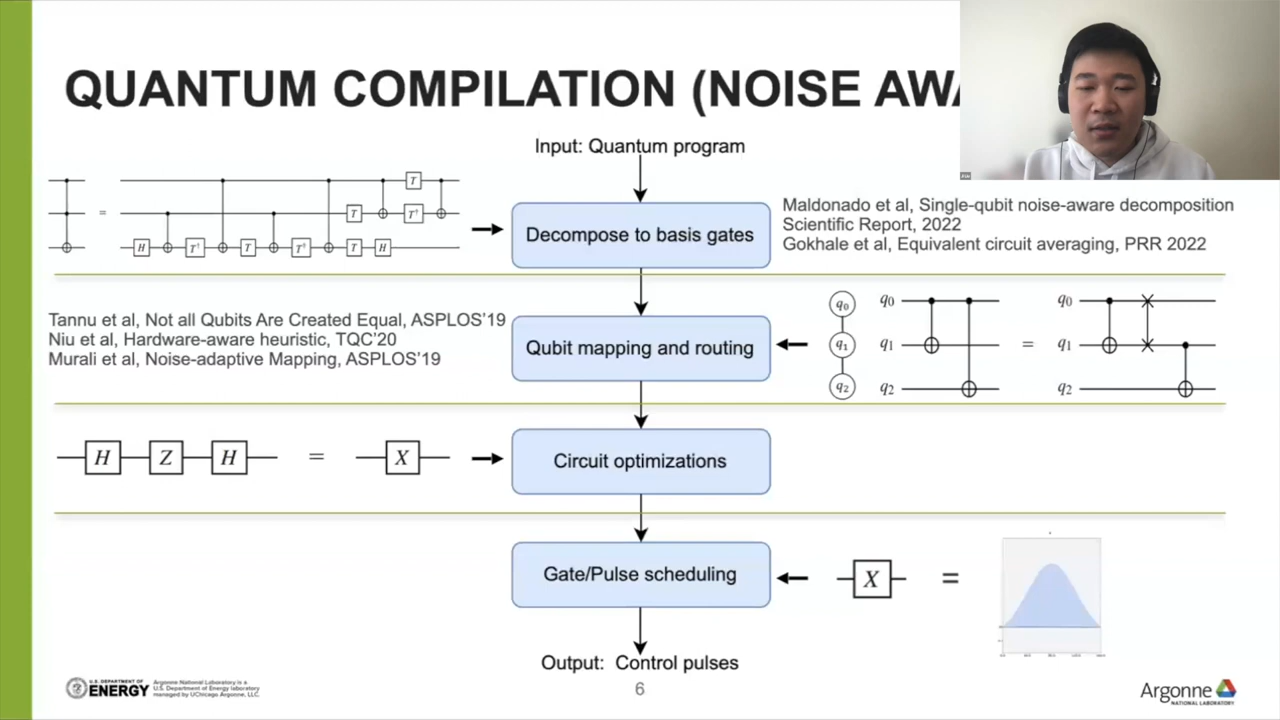 QUANTUM COMPILATION (NOISE AWA
Input: Quantum program
=
T
T
T†
H
T†
T
T†
T
H
Decompose to basis gates
Maldonado et al, Single-qubit noise-aware decomposition
Scientific Report, 2022
Gokhale et al, Equivalent circuit averaging, PRR 2022
Tannu et al, Not all Qubits Are Created Equal, ASPLOS'19
Niu et al, Hardware-aware heuristic, TQC'20
Murali et al, Noise-adaptive Mapping, ASPLOS'19
Qubit mapping and routing
q0
q1
q2
q0
q1
q2
=
q0
q1
q2
H Z H = X
Circuit optimizations
Gate/Pulse scheduling
X =
Output: Control pulses
U.S. DEPARTMENT OF
ENERGY
Argonne National Laboratory is a
U.S. Department of Energy laboratory
managed by UChicago Argonne, LLC.
6
Argonne
NATIONAL LABORATORY